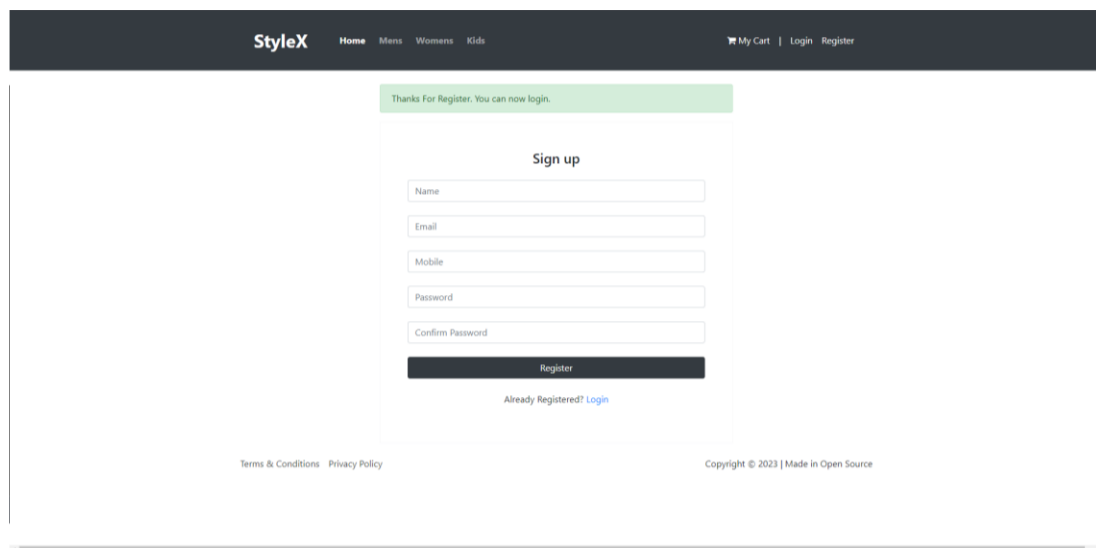 StyleX Home Mens Womens Kids My Cart | Login Register
Thanks For Register. You can now login.
Sign up
Name
Email
Mobile
Password
Confirm Password
Register
Already Registered? Login
Terms & Conditions Privacy Policy Copyright © 2023 | Made in Open Source